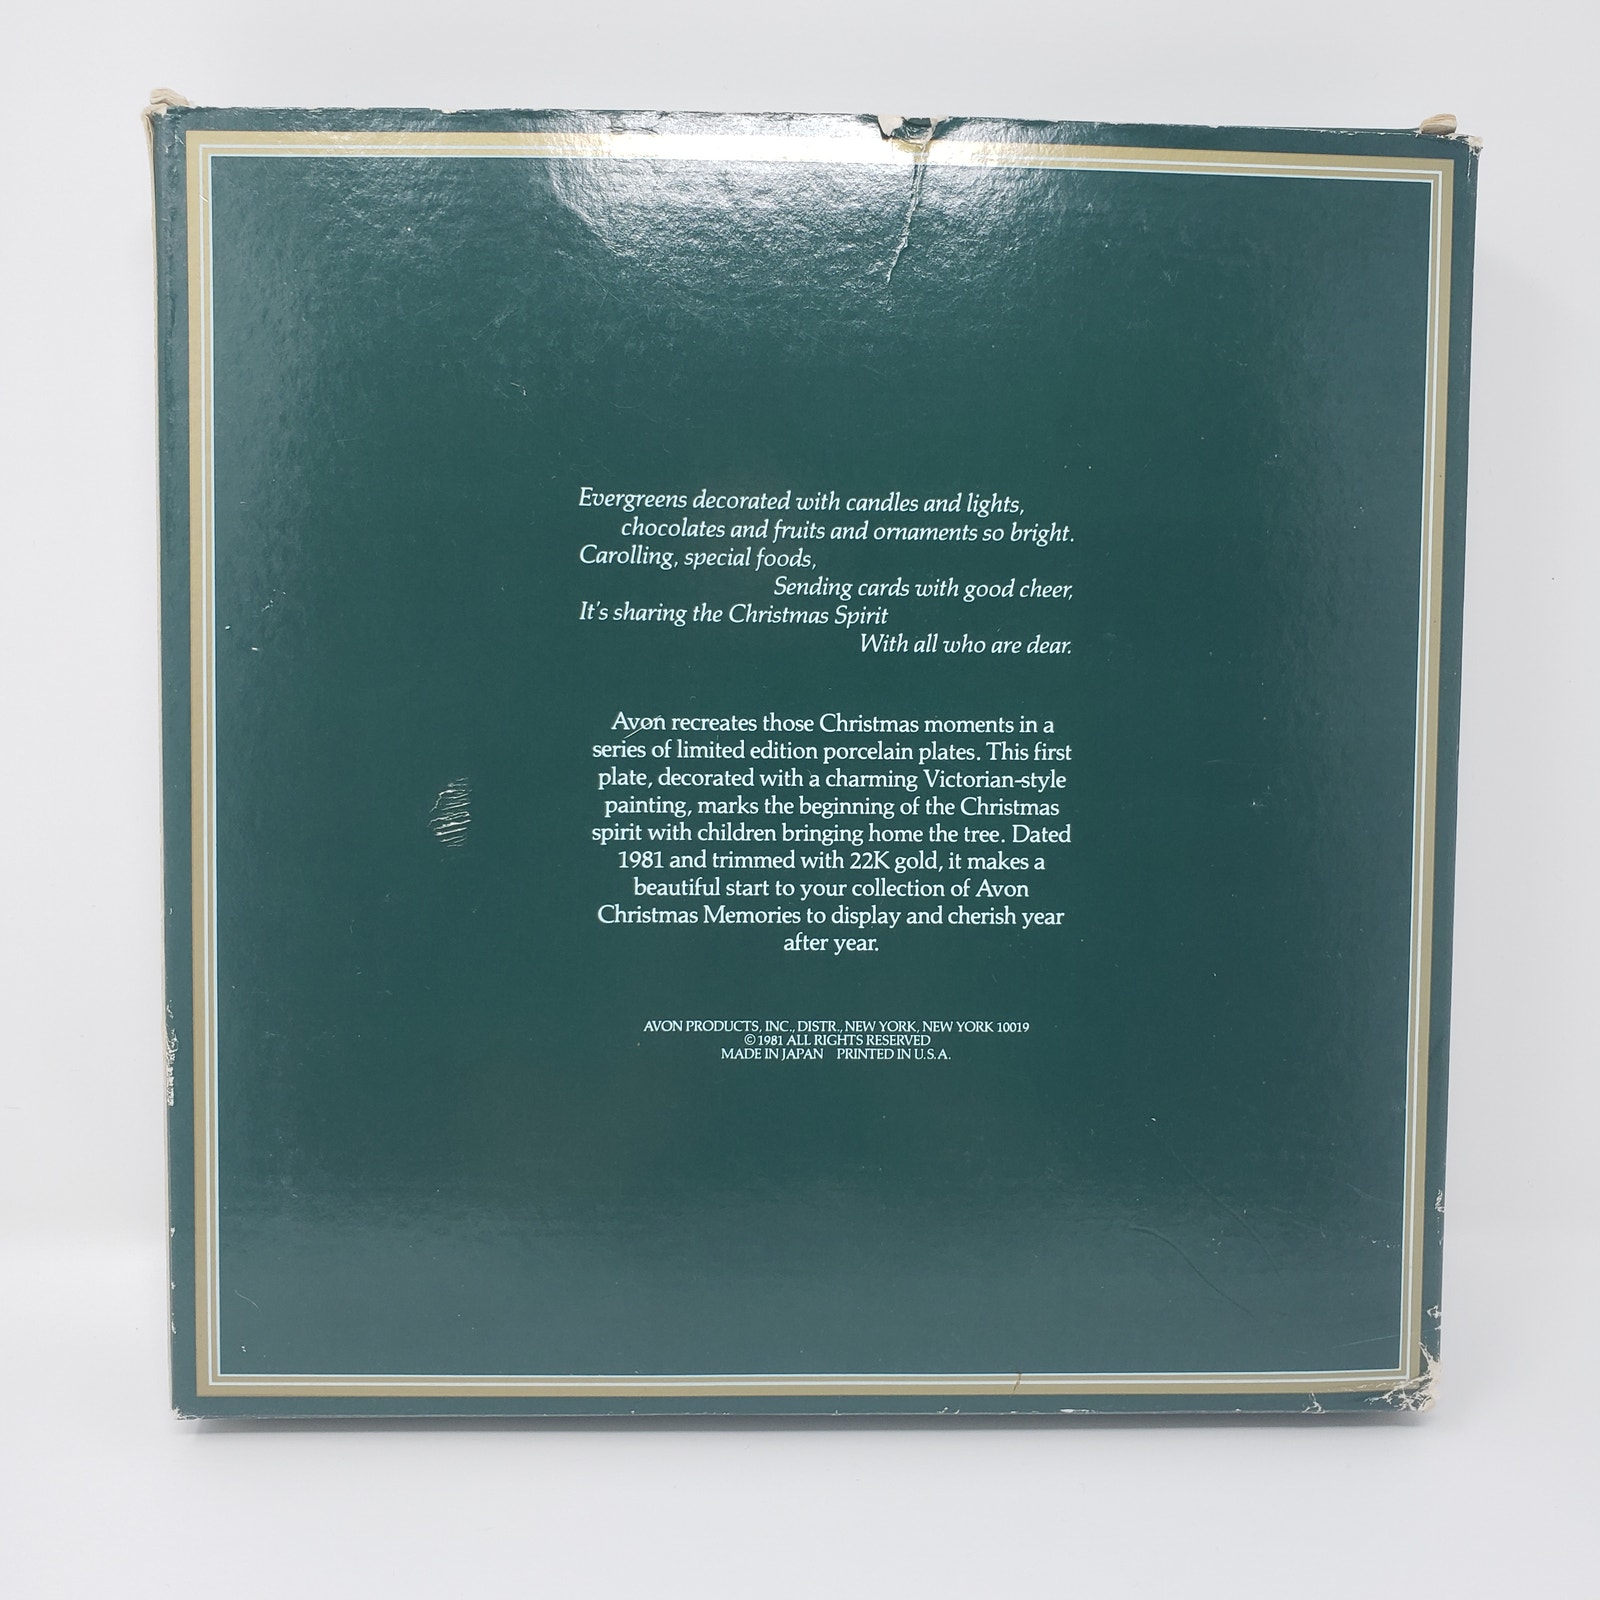 Evergreens decorated with candles and lights,
chocolates and fruits and ornaments so bright.
Carolling, special foods,
Sending cards with good cheer,
It's sharing the Christmas Spirit
With all who are dear.
Avon recreates those Christmas moments in a
series of limited edition porcelain plates. This first
plate, decorated with a charming Victorian-style
painting, marks the beginning of the Christmas
spirit with children bringing home the tree. Dated
1981 and trimmed with 22K gold, it makes a
beautiful start to your collection of Avon
Christmas Memories to display and cherish year
after year.
AVON PRODUCTS, INC., DISTR., NEW YORK, NEW YORK 10019
© 1981 ALL RIGHTS RESERVED
MADE IN JAPAN PRINTED IN U.S.A.